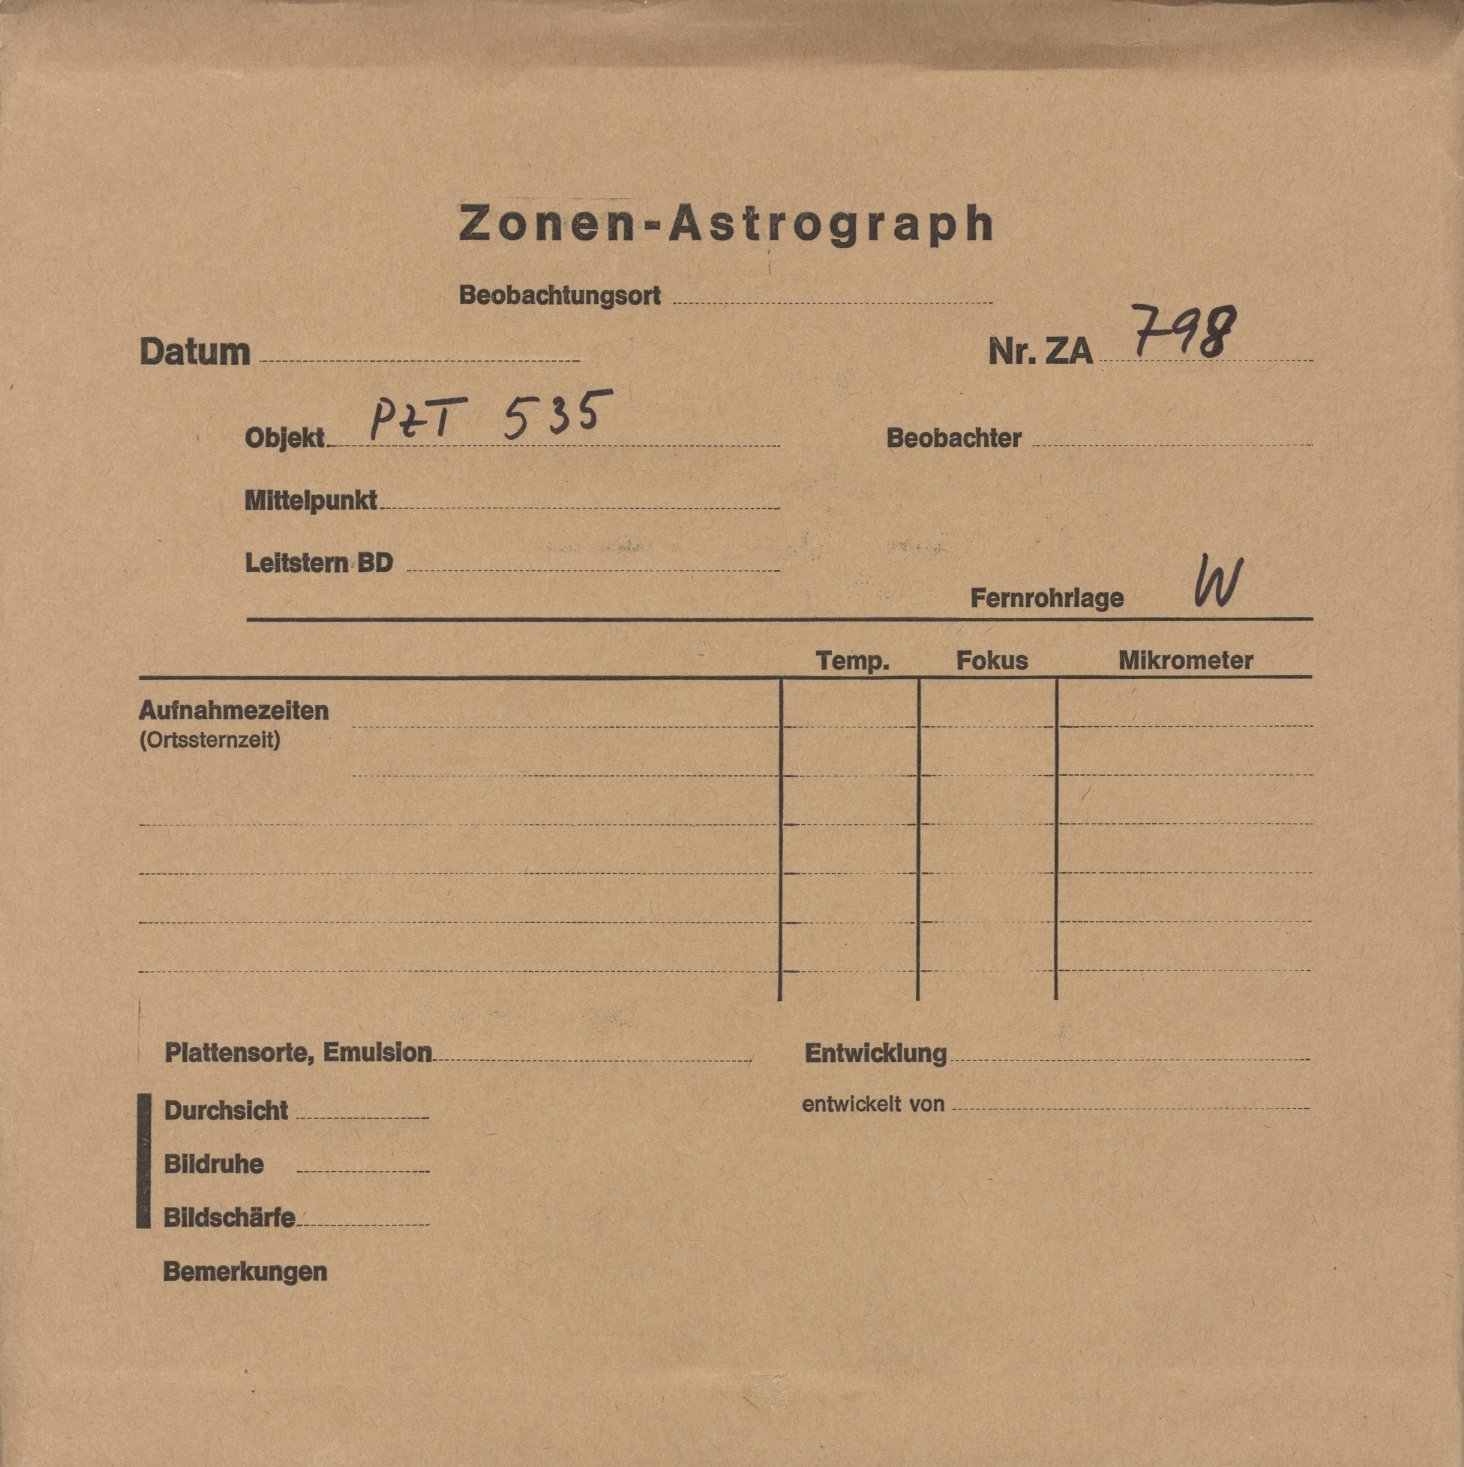 Zonen-Astrograph
Beobachtungsort
Datum Nr. ZA 798
Objekt PZT 535 Beobachter
Mittelpunkt
Leitstern BD
Fernrohrlage W
Temp. Fokus Mikrometer
Aufnahmezeiten
(Ortssternzeit)
Plattensorte, Emulsion Entwicklung
Durchsicht entwickelt von
Bildruhe
Bildschärfe
Bemerkungen